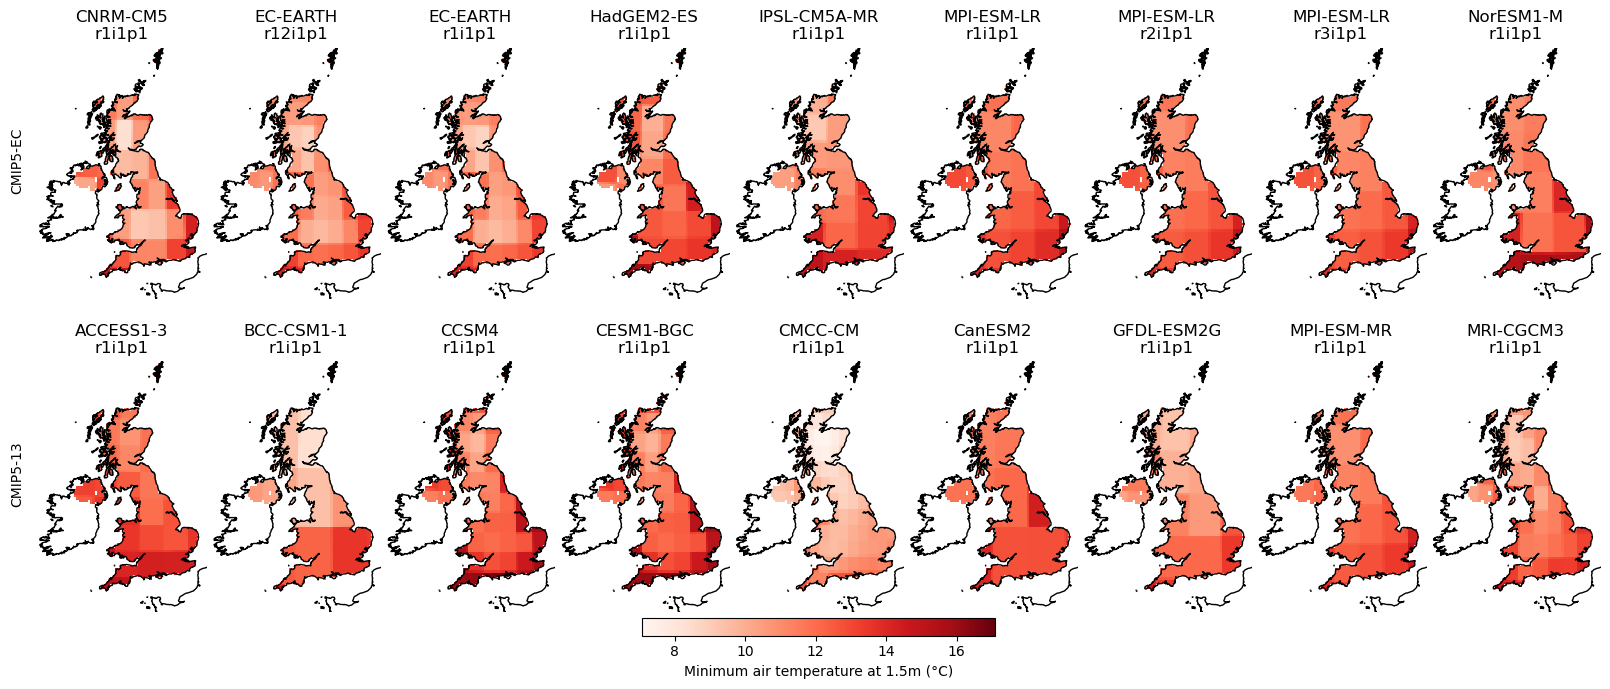 CNRM-CM5
r1i1p1
EC-EARTH
r12i1p1
EC-EARTH
r1i1p1
HadGEM2-ES
r1i1p1
IPSL-CM5A-MR
r1i1p1
MPI-ESM-LR
r1i1p1
MPI-ESM-LR
r2i1p1
MPI-ESM-LR
r3i1p1
NorESM1-M
r1i1p1
CMIP5-EC
ACCESS1-3
r1i1p1
BCC-CSM1-1
r1i1p1
CCSM4
r1i1p1
CESM1-BGC
r1i1p1
CMCC-CM
r1i1p1
CanESM2
r1i1p1
GFDL-ESM2G
r1i1p1
MPI-ESM-MR
r1i1p1
MRI-CGCM3
r1i1p1
CMIP5-13
8 10 12 14 16
Minimum air temperature at 1.5m (°C)